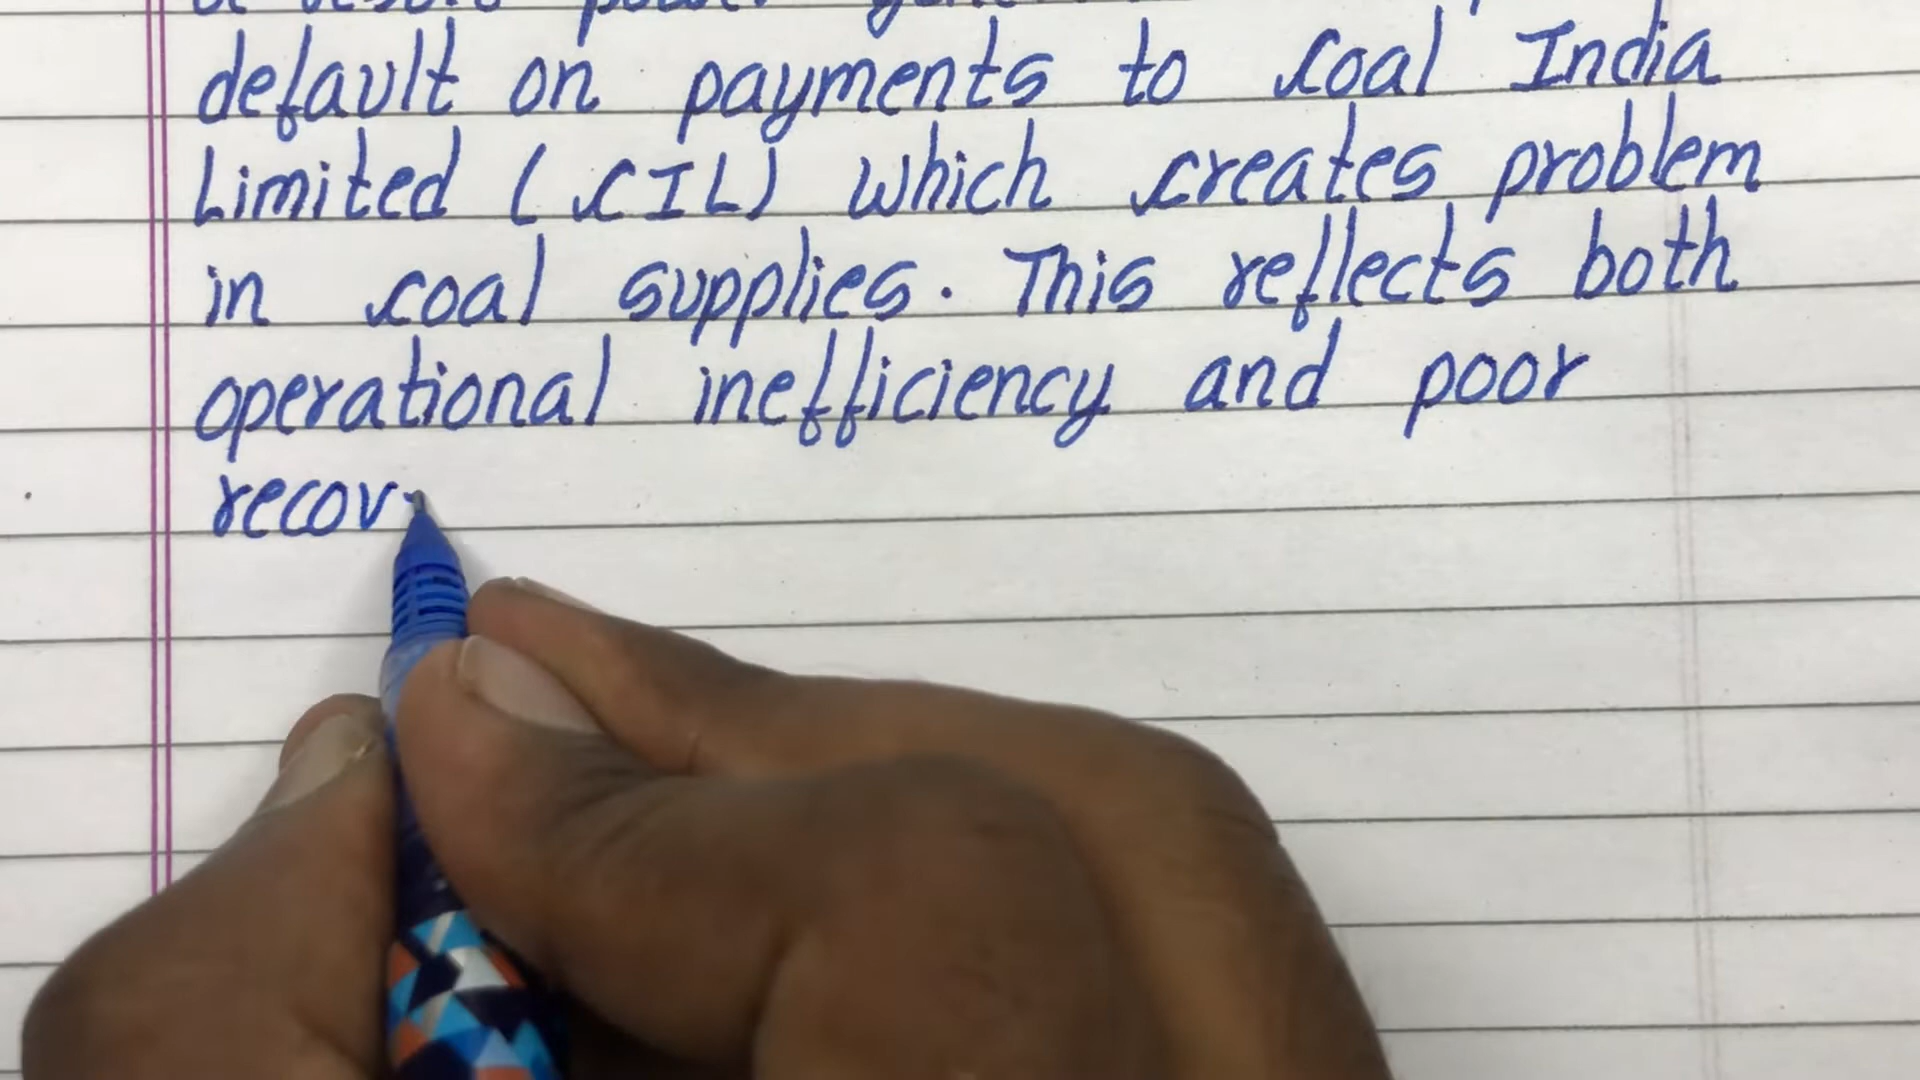 default on payments to coal India
Limited (CIL) which creates problem
in coal supplies. This reflects both
operational inefficiency and poor
recov